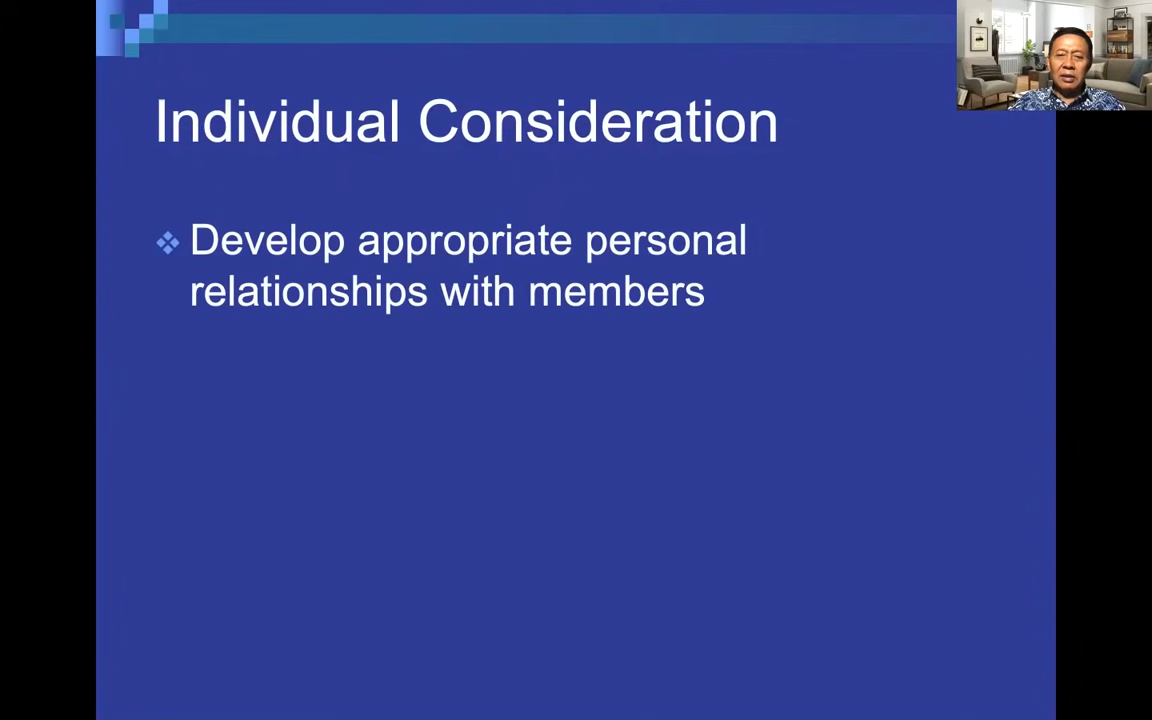 Individual Consideration
Develop appropriate personal
relationships with members